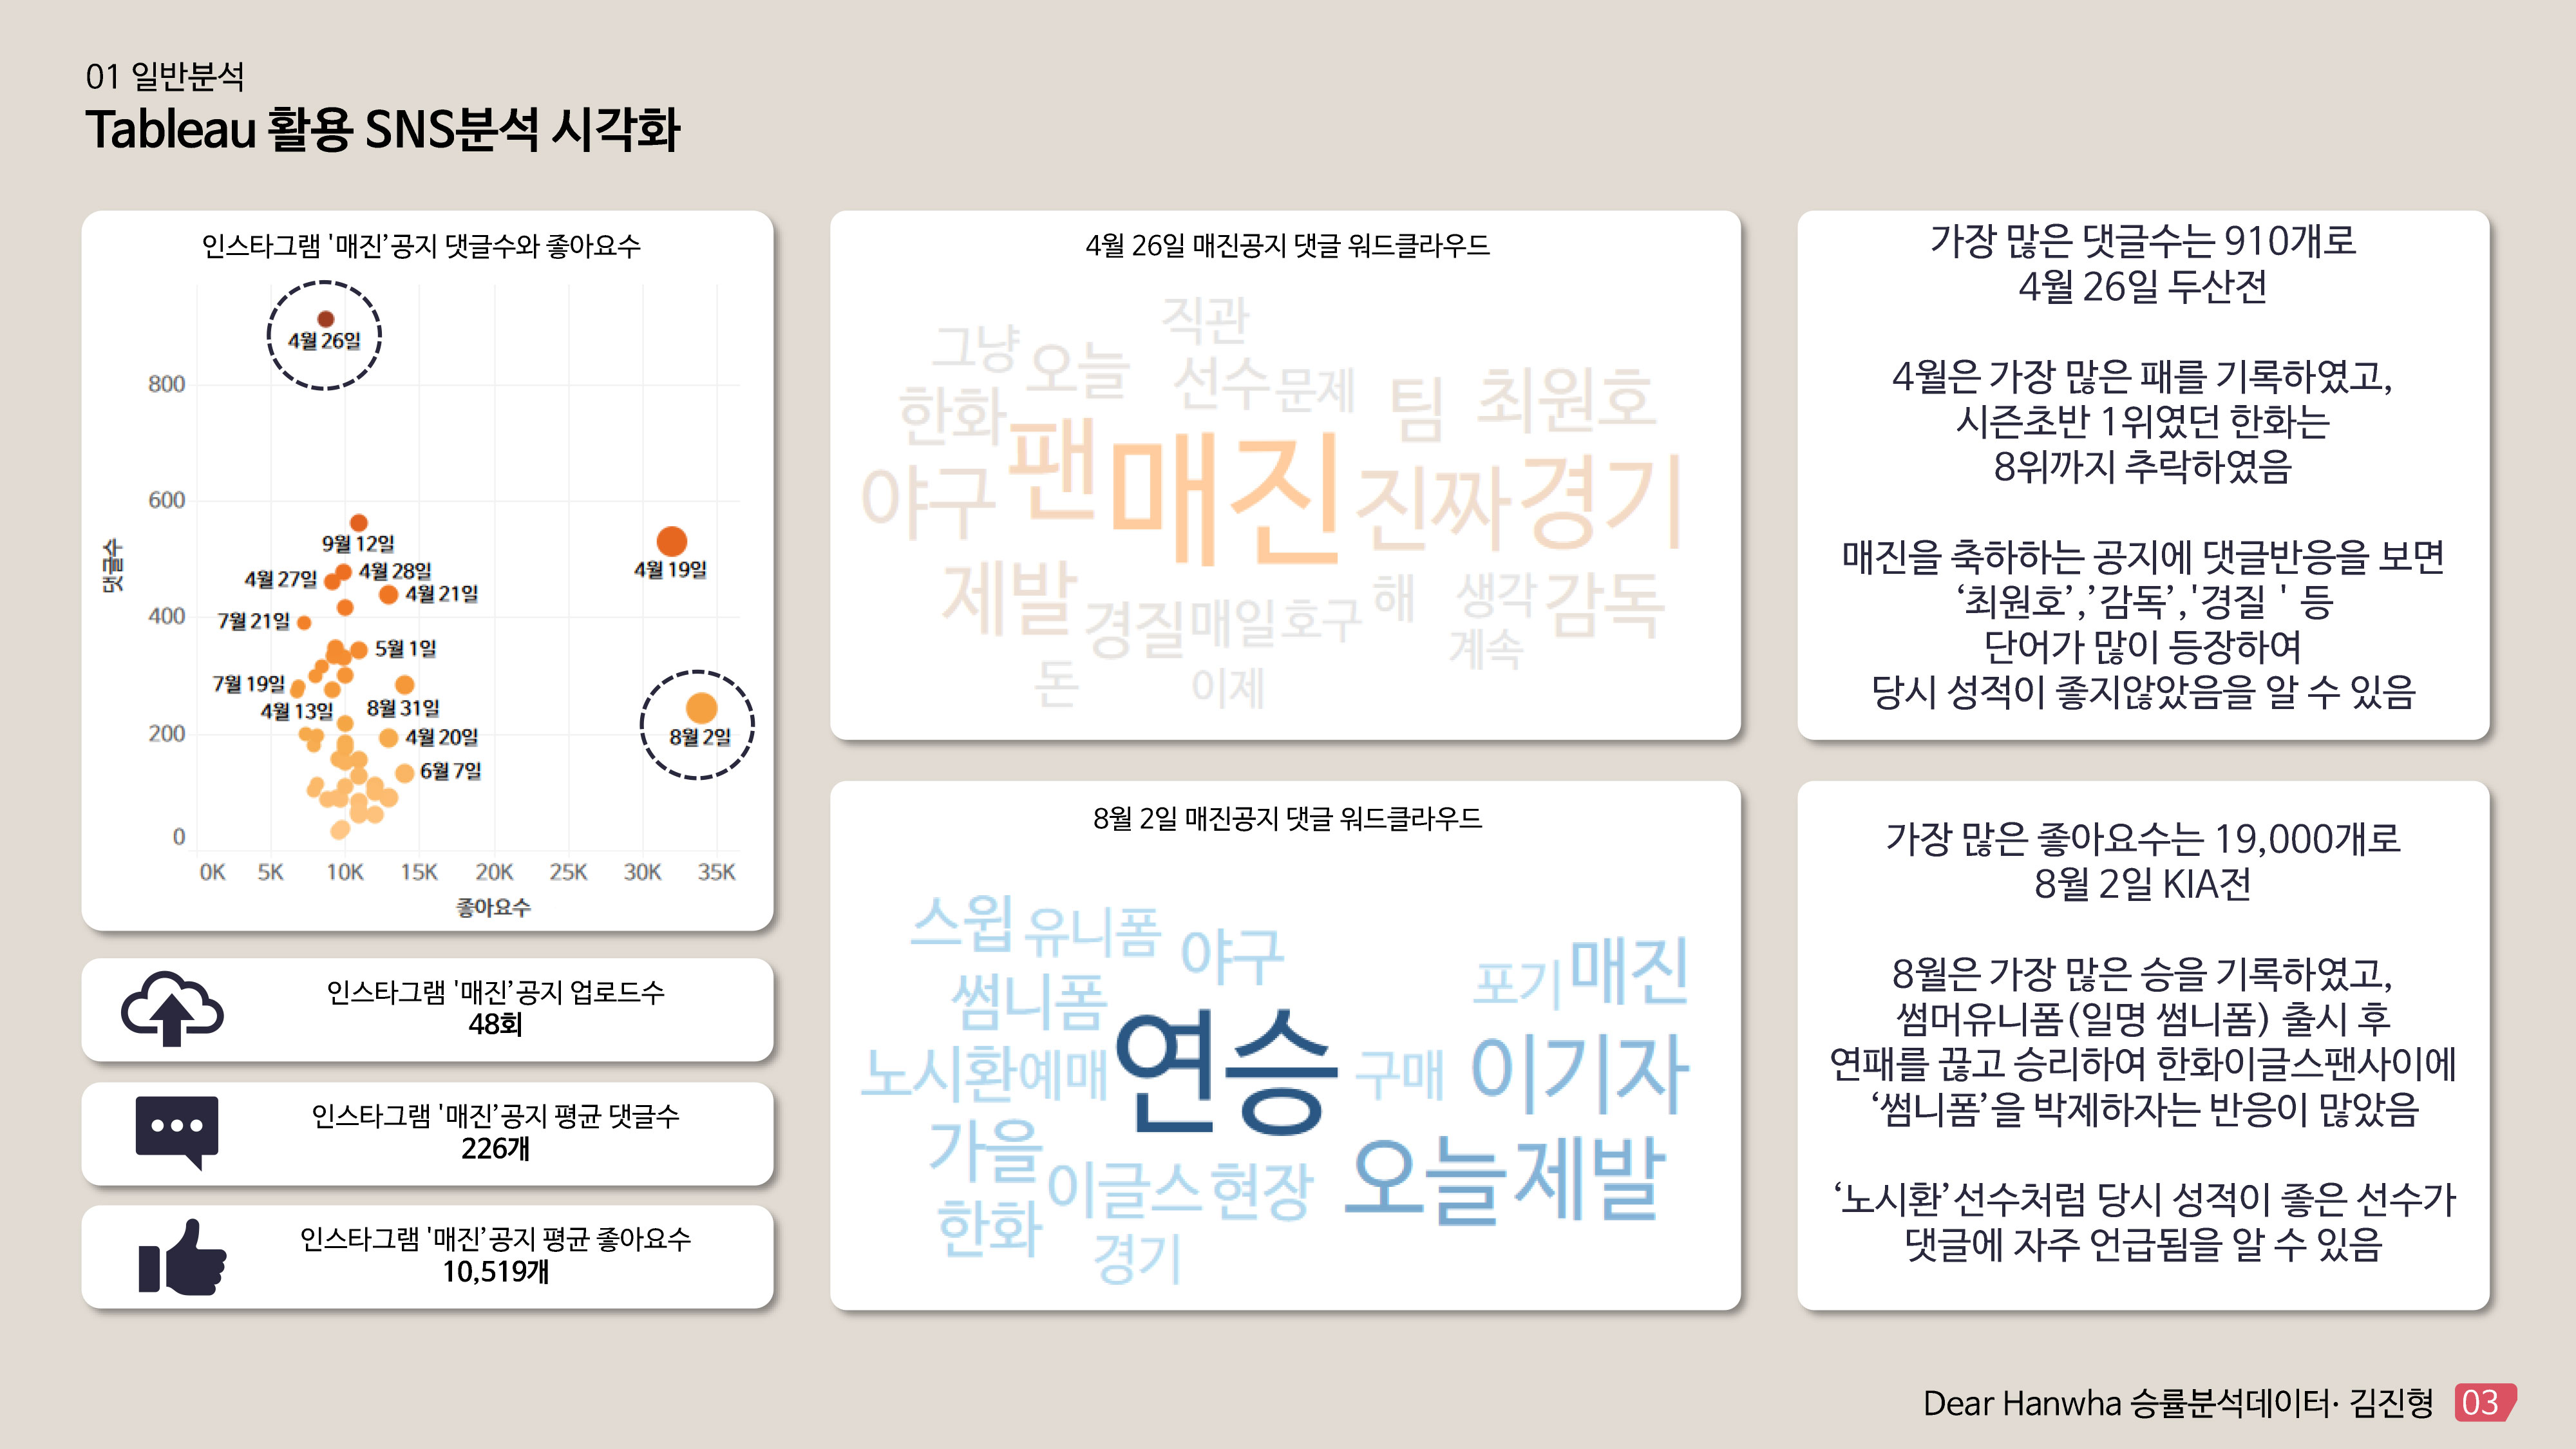 01 일반분석
Tableau 활용 SNS분석 시각화
인스타그램 '매진’공지 댓글수와 좋아요수
4월 26일
800
600
9월 12일
4월 19일
4월 27일
4월 28일
4월 21일
400
7월 21일
5월 1일
7월 19일
4월 13일
8월 31일
200
4월 20일
8월 2일
6월 7일
0
댓글수
0K 5K 10K 15K 20K 25K 30K 35K
좋아요수
인스타그램 '매진’공지 업로드수
48회
인스타그램 '매진’공지 평균 댓글수
226개
인스타그램 '매진’공지 평균 좋아요수
10,519개
4월 26일 매진공지 댓글 워드클라우드
직관
그냥 오늘 선수 문제
한화 팀 최원호
야구 팬 매진 진짜 경기
제발 경질 매일 호구 해 생각 감독
계속
돈 이제
8월 2일 매진공지 댓글 워드클라우드
스윕 유니폼 야구
썸니폼 포기 매진
노시환 예매 연승 구매 이기자
가을 이글스 현장 오늘 제발
한화 경기
가장 많은 댓글수는 910개로
4월 26일 두산전
4월은 가장 많은 패를 기록하였고,
시즌초반 1위였던 한화는
8위까지 추락하였음
매진을 축하하는 공지에 댓글반응을 보면
‘최원호’,’감독’,'경질 ' 등
단어가 많이 등장하여
당시 성적이 좋지않았음을 알 수 있음
가장 많은 좋아요수는 19,000개로
8월 2일 KIA전
8월은 가장 많은 승을 기록하였고,
썸머유니폼(일명 썸니폼) 출시 후
연패를 끊고 승리하여 한화이글스팬사이에
‘썸니폼’을 박제하자는 반응이 많았음
‘노시환’선수처럼 당시 성적이 좋은 선수가
댓글에 자주 언급됨을 알 수 있음
Dear Hanwha 승률분석데이터· 김진형 03